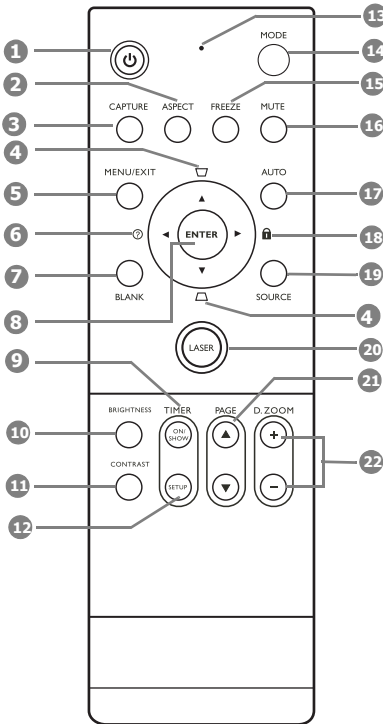 13
MODE
1
14
2
15
CAPTURE ASPECT FREEZE MUTE
3
16
4
MENU/EXIT AUTO
5
17
6
?
ENTER
18
7
19
BLANK SOURCE
8
4
LASER
20
9
21
BRIGHTNESS TIMER PAGE D.ZOOM
10
ON/
SHOW
+
CONTRAST
22
11
SETUP
−
12